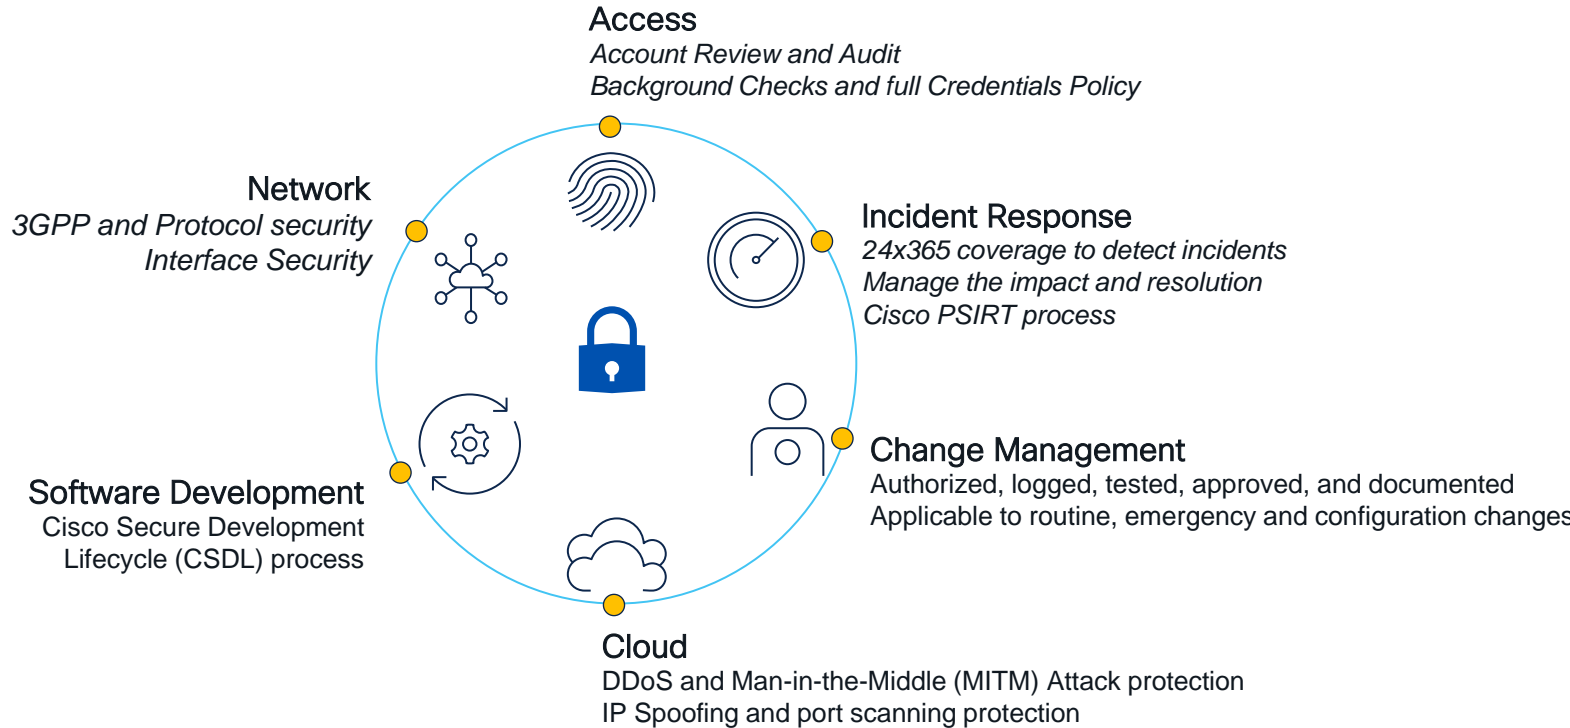 Access
Account Review and Audit
Background Checks and full Credentials Policy
Network
3GPP and Protocol security
Interface Security
Incident Response
24x365 coverage to detect incidents
Manage the impact and resolution
Cisco PSIRT process
Change Management
Authorized, logged, tested, approved, and documented
Applicable to routine, emergency and configuration changes
Software Development
Cisco Secure Development
Lifecycle (CSDL) process
Cloud
DDoS and Man-in-the-Middle (MITM) Attack protection
IP Spoofing and port scanning protection